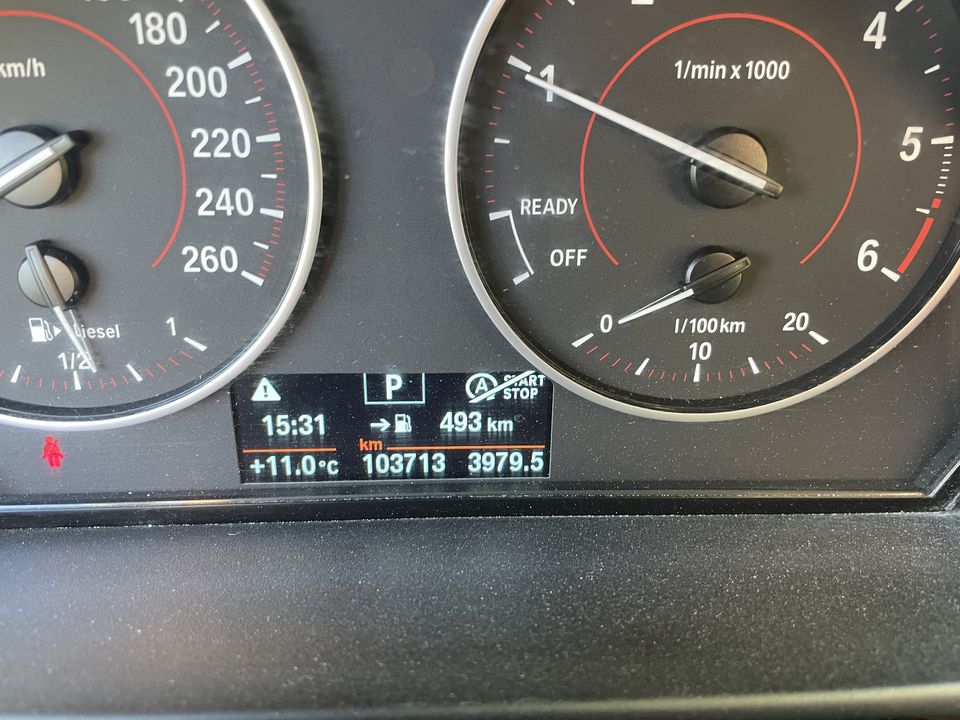 180
200
220
240
260
km/h
Diesel
1/2
1
1
4
5
6
1/min x 1000
READY
OFF
0
10
20
l/100km
P
A START STOP
15:31
493 km
km
+11.0°C 103713 3979.5